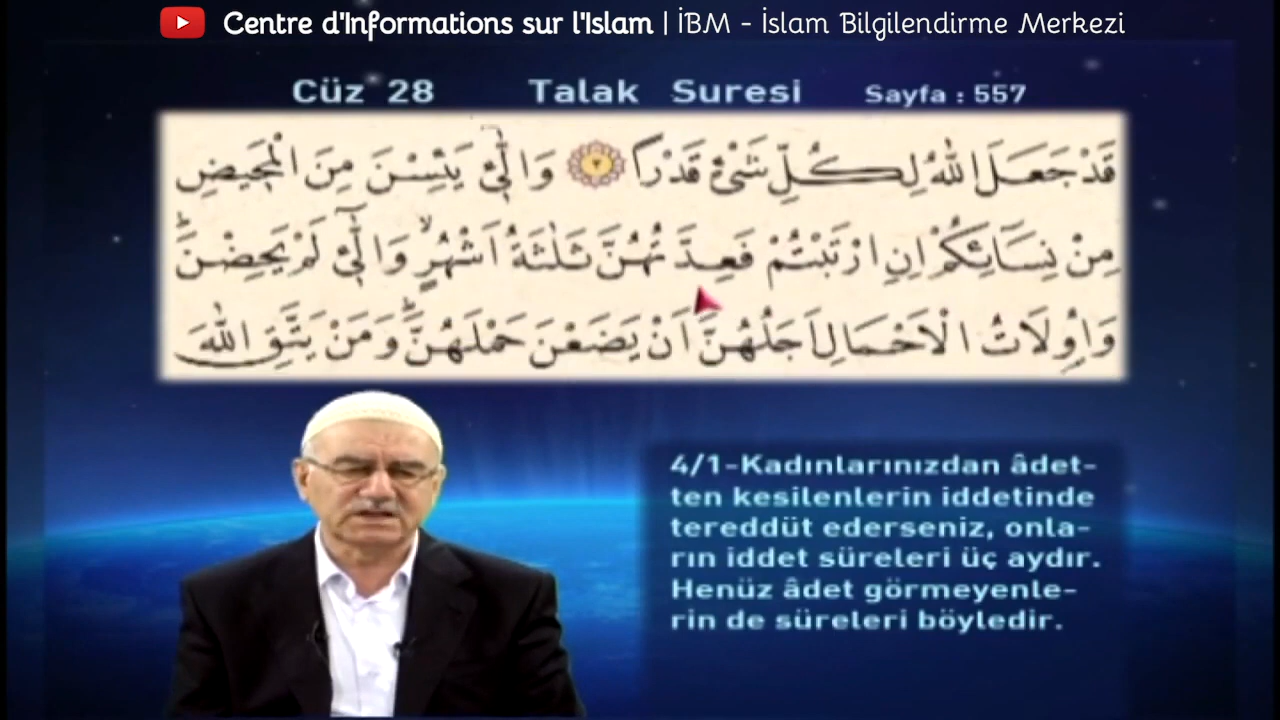 Centre d'Informations sur l'Islam | İBM - İslam Bilgilendirme Merkezi
Cüz 28 Talak Suresi Sayfa : 557
قَدْ جَعَلَ اللّٰهُ لِكُلِّ شَىْءٍ قَدْرًا ﴿٣﴾ وَالّٰٓئ۪ يَئِسْنَ مِنَ الْمَح۪يضِ
مِنْ نِسَٓائِكُمْ اِنِ ارْتَبْتُمْ فَعِدَّتُهُنَّ ثَلٰثَةُ اَشْهُرٍۙ وَالّٰٓئ۪ لَمْ يَحِضْنَۜ
وَاُو۬لَاتُ الْاَحْمَالِ اَجَلُهُنَّ اَنْ يَضَعْنَ حَمْلَهُنَّۜ وَمَنْ يَتَّقِ اللّٰهَ
4/1-Kadınlarınızdan âdet-
ten kesilenlerin iddetinde
tereddüt ederseniz, onla-
rın iddet süreleri üç aydır.
Henüz âdet görmeyenle-
rin de süreleri böyledir.